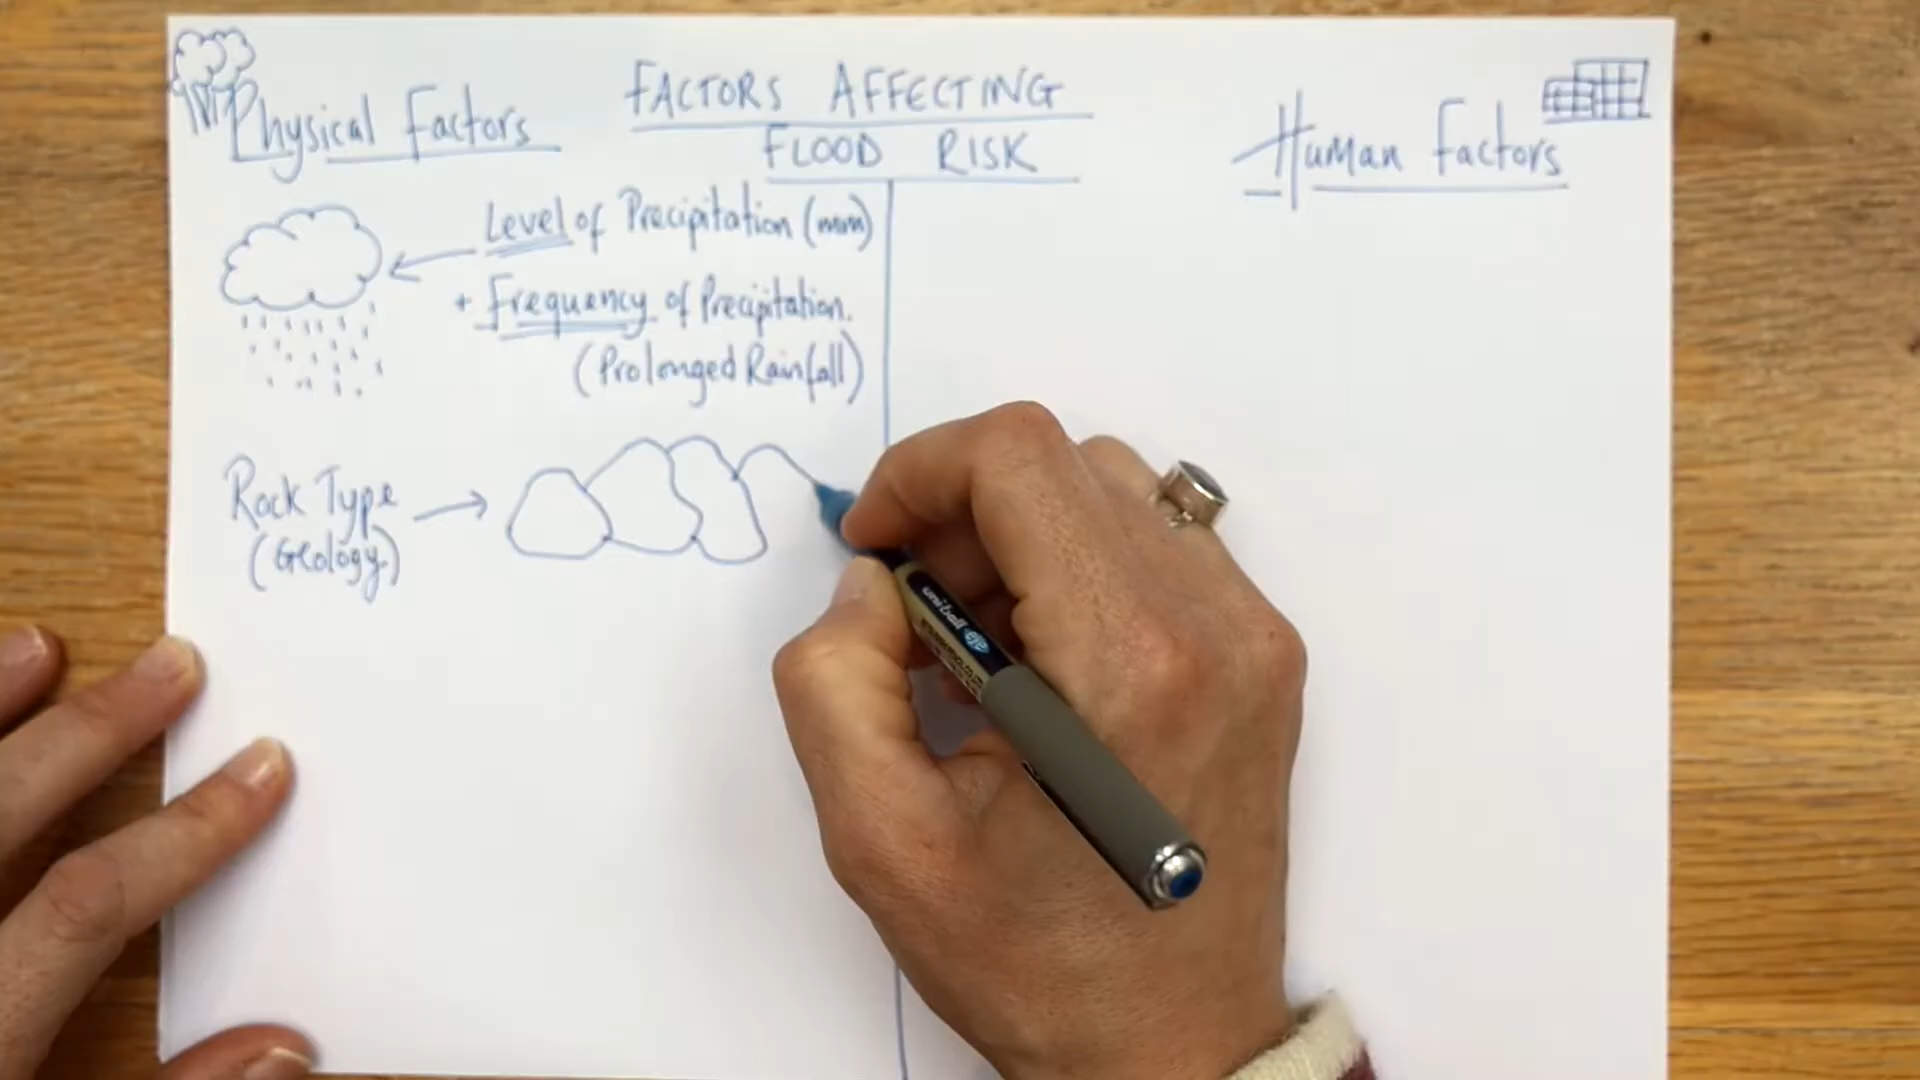 FACTORS AFFECTING
FLOOD RISK
Physical Factors
Human Factors
Level of Precipitation (mm)
+ Frequency of Precipitation.
(Prolonged Rainfall)
Rock Type
(Geology)
uni-ball eye